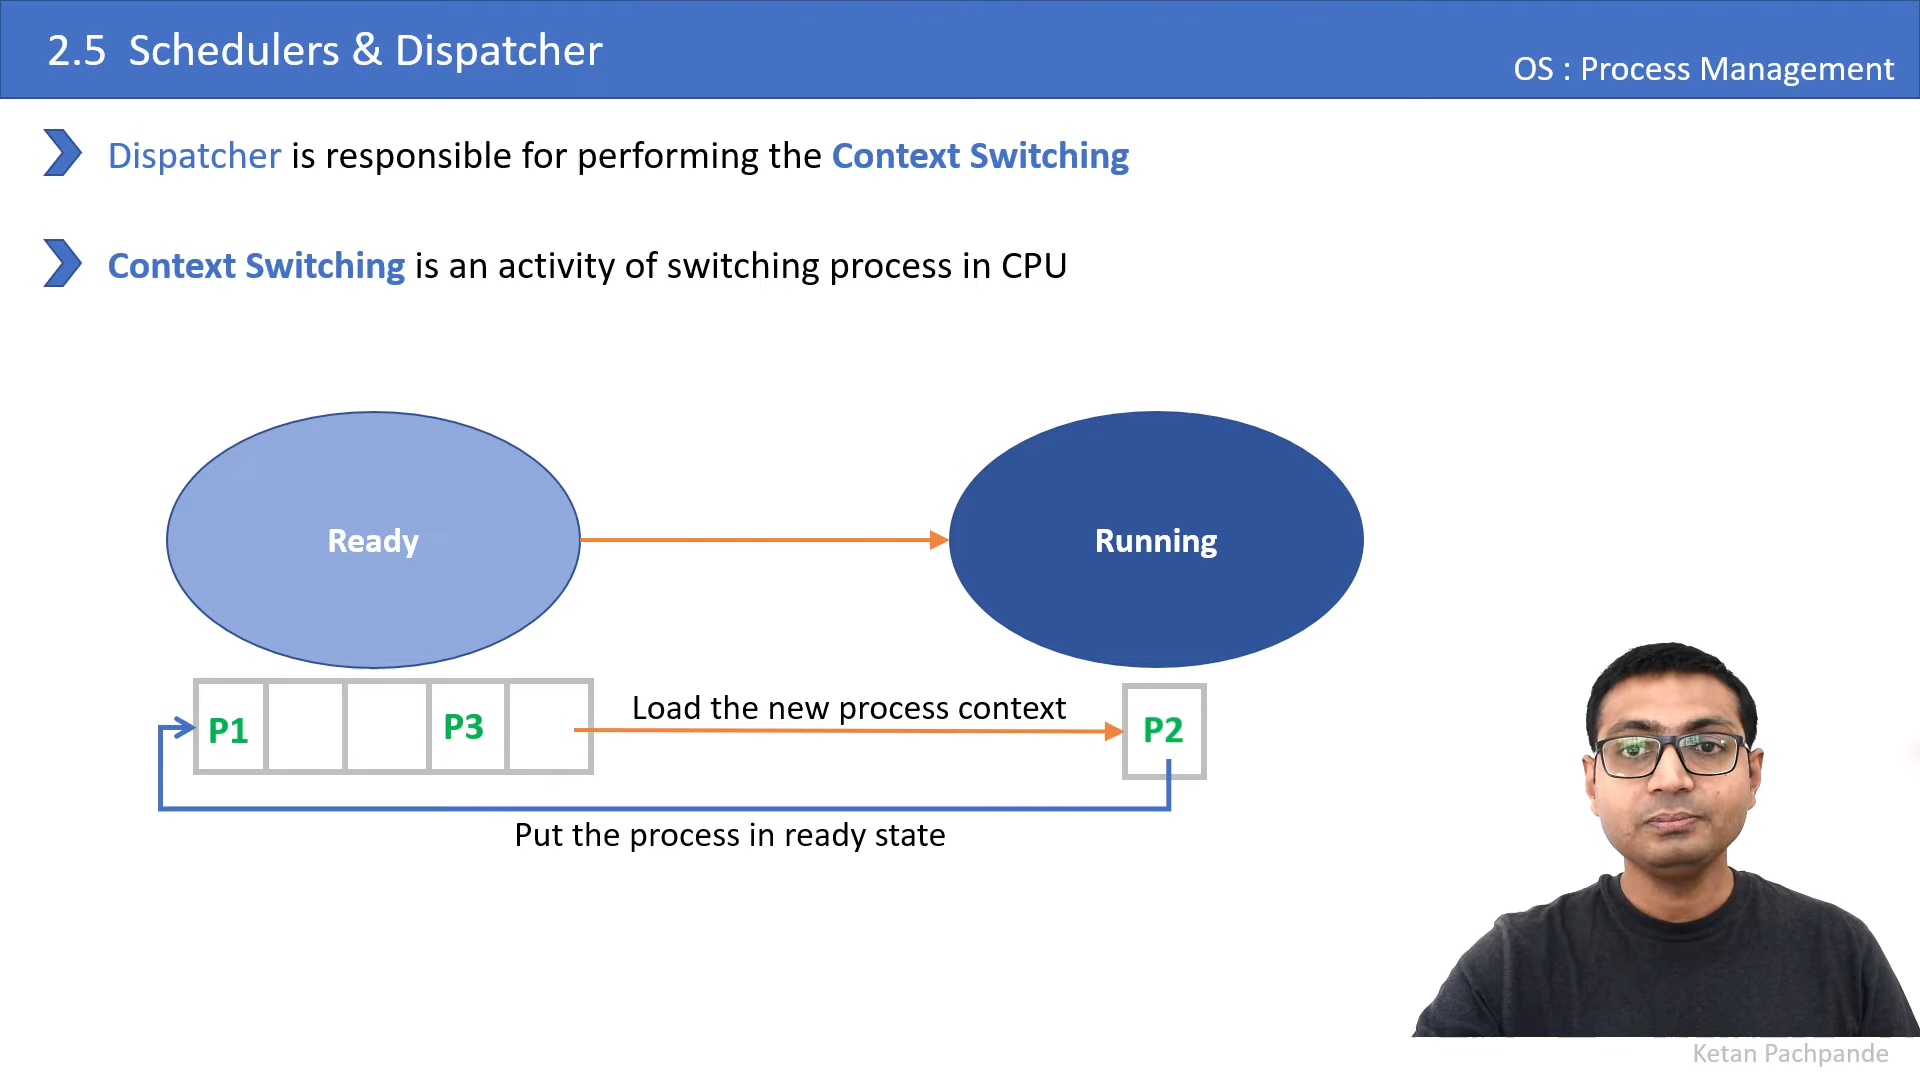 2.5 Schedulers & Dispatcher
OS : Process Management
Dispatcher is responsible for performing the Context Switching
Context Switching is an activity of switching process in CPU
Ready
Running
P1
P3
Load the new process context
P2
Put the process in ready state
Ketan Pachpande